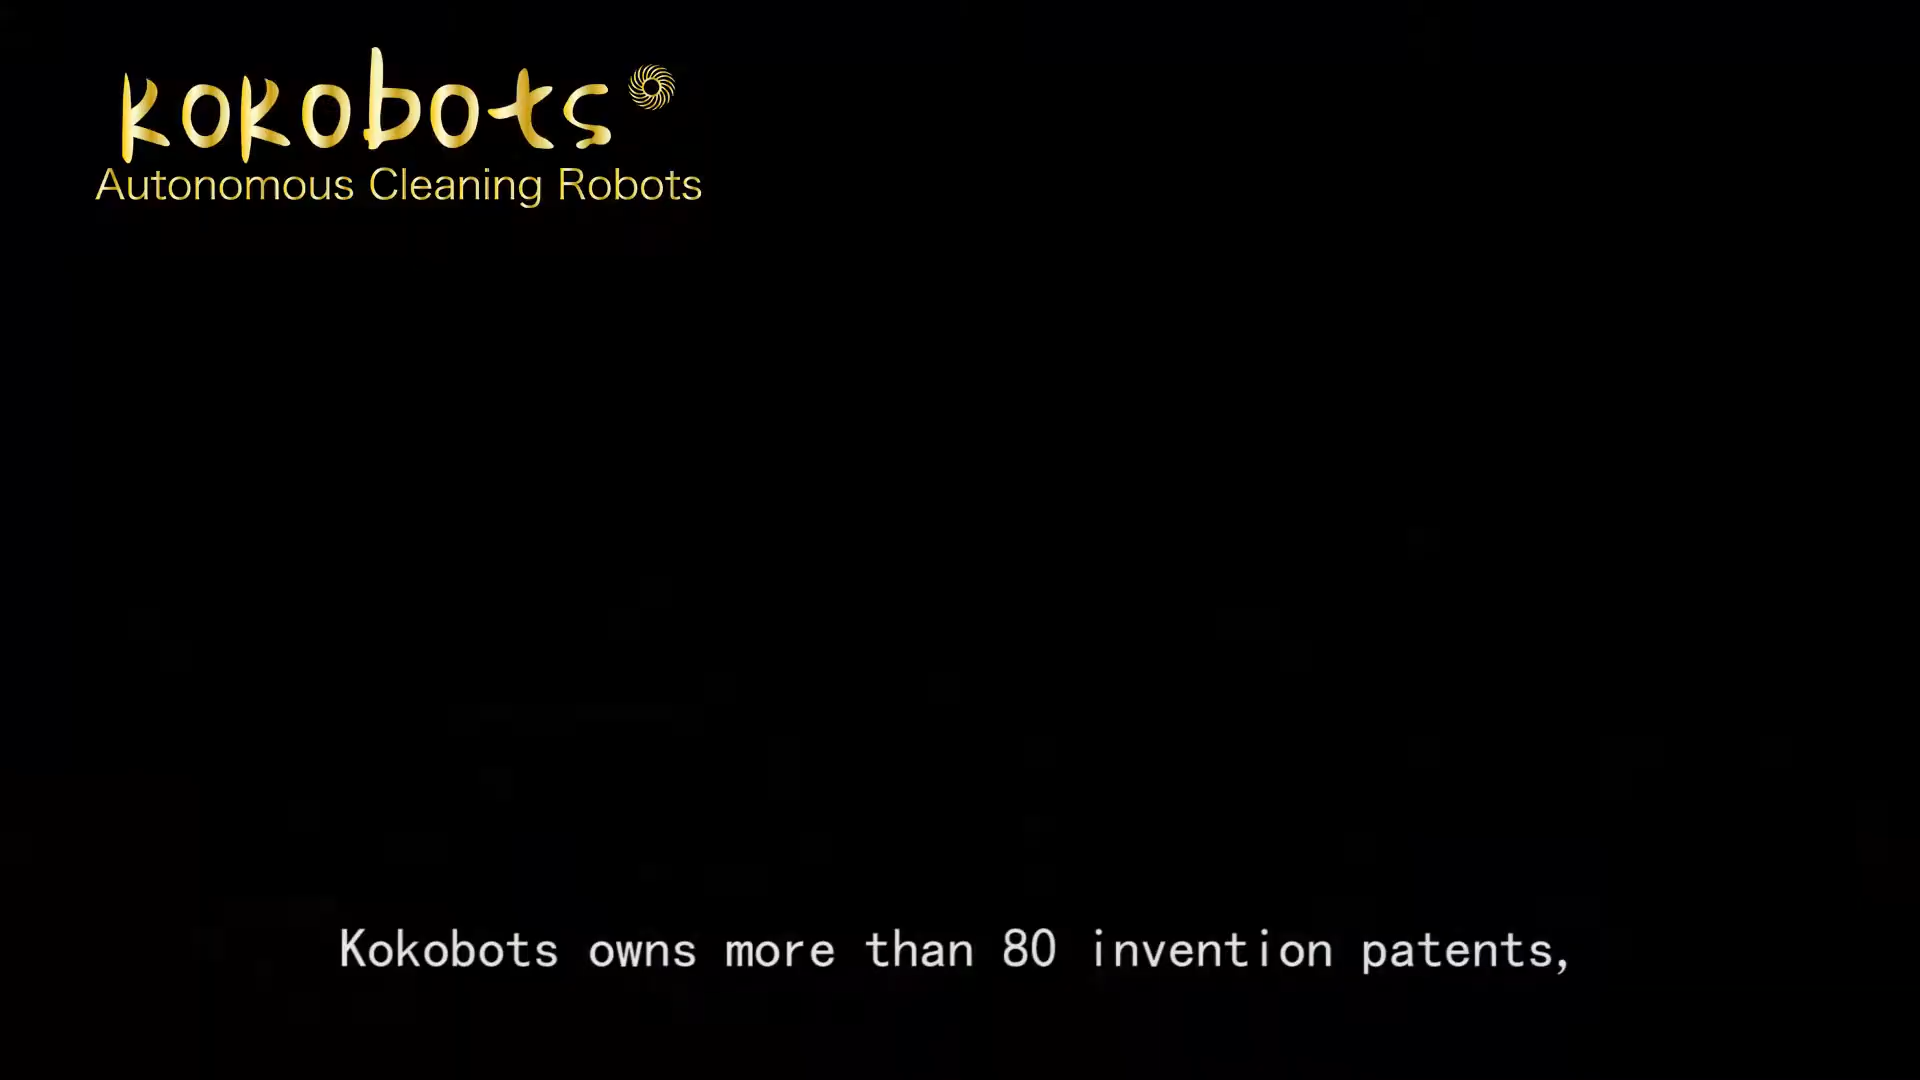 kokobots
Autonomous Cleaning Robots
Kokobots owns more than 80 invention patents,